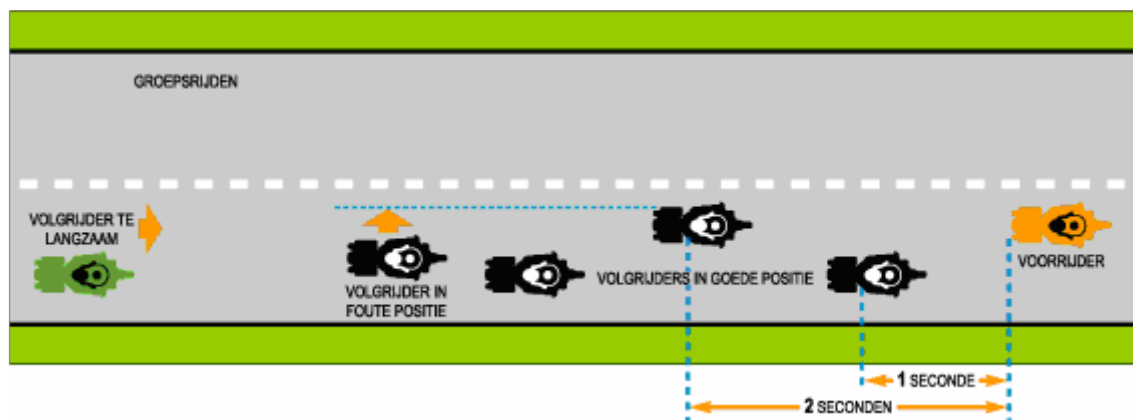 GROEPSRIJDEN
VOLGRIJDER TE
LANGZAAM
VOLGRIJDER IN
FOUTE POSITIE
VOLGRIJDERS IN GOEDE POSITIE
VOORRIJDER
1 SECONDE
2 SECONDEN